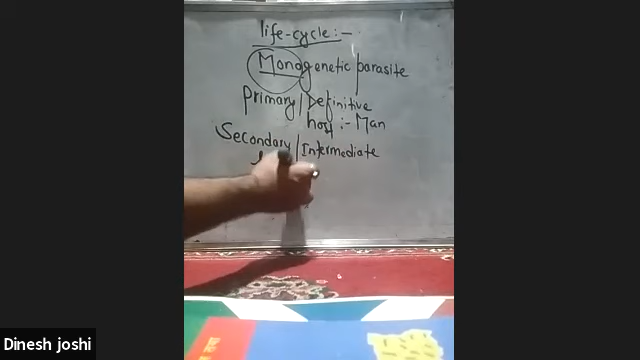 life-cycle :-
Monogenetic parasite
Primary/Definitive
host :- Man
Secondary/Intermediate
Dinesh joshi